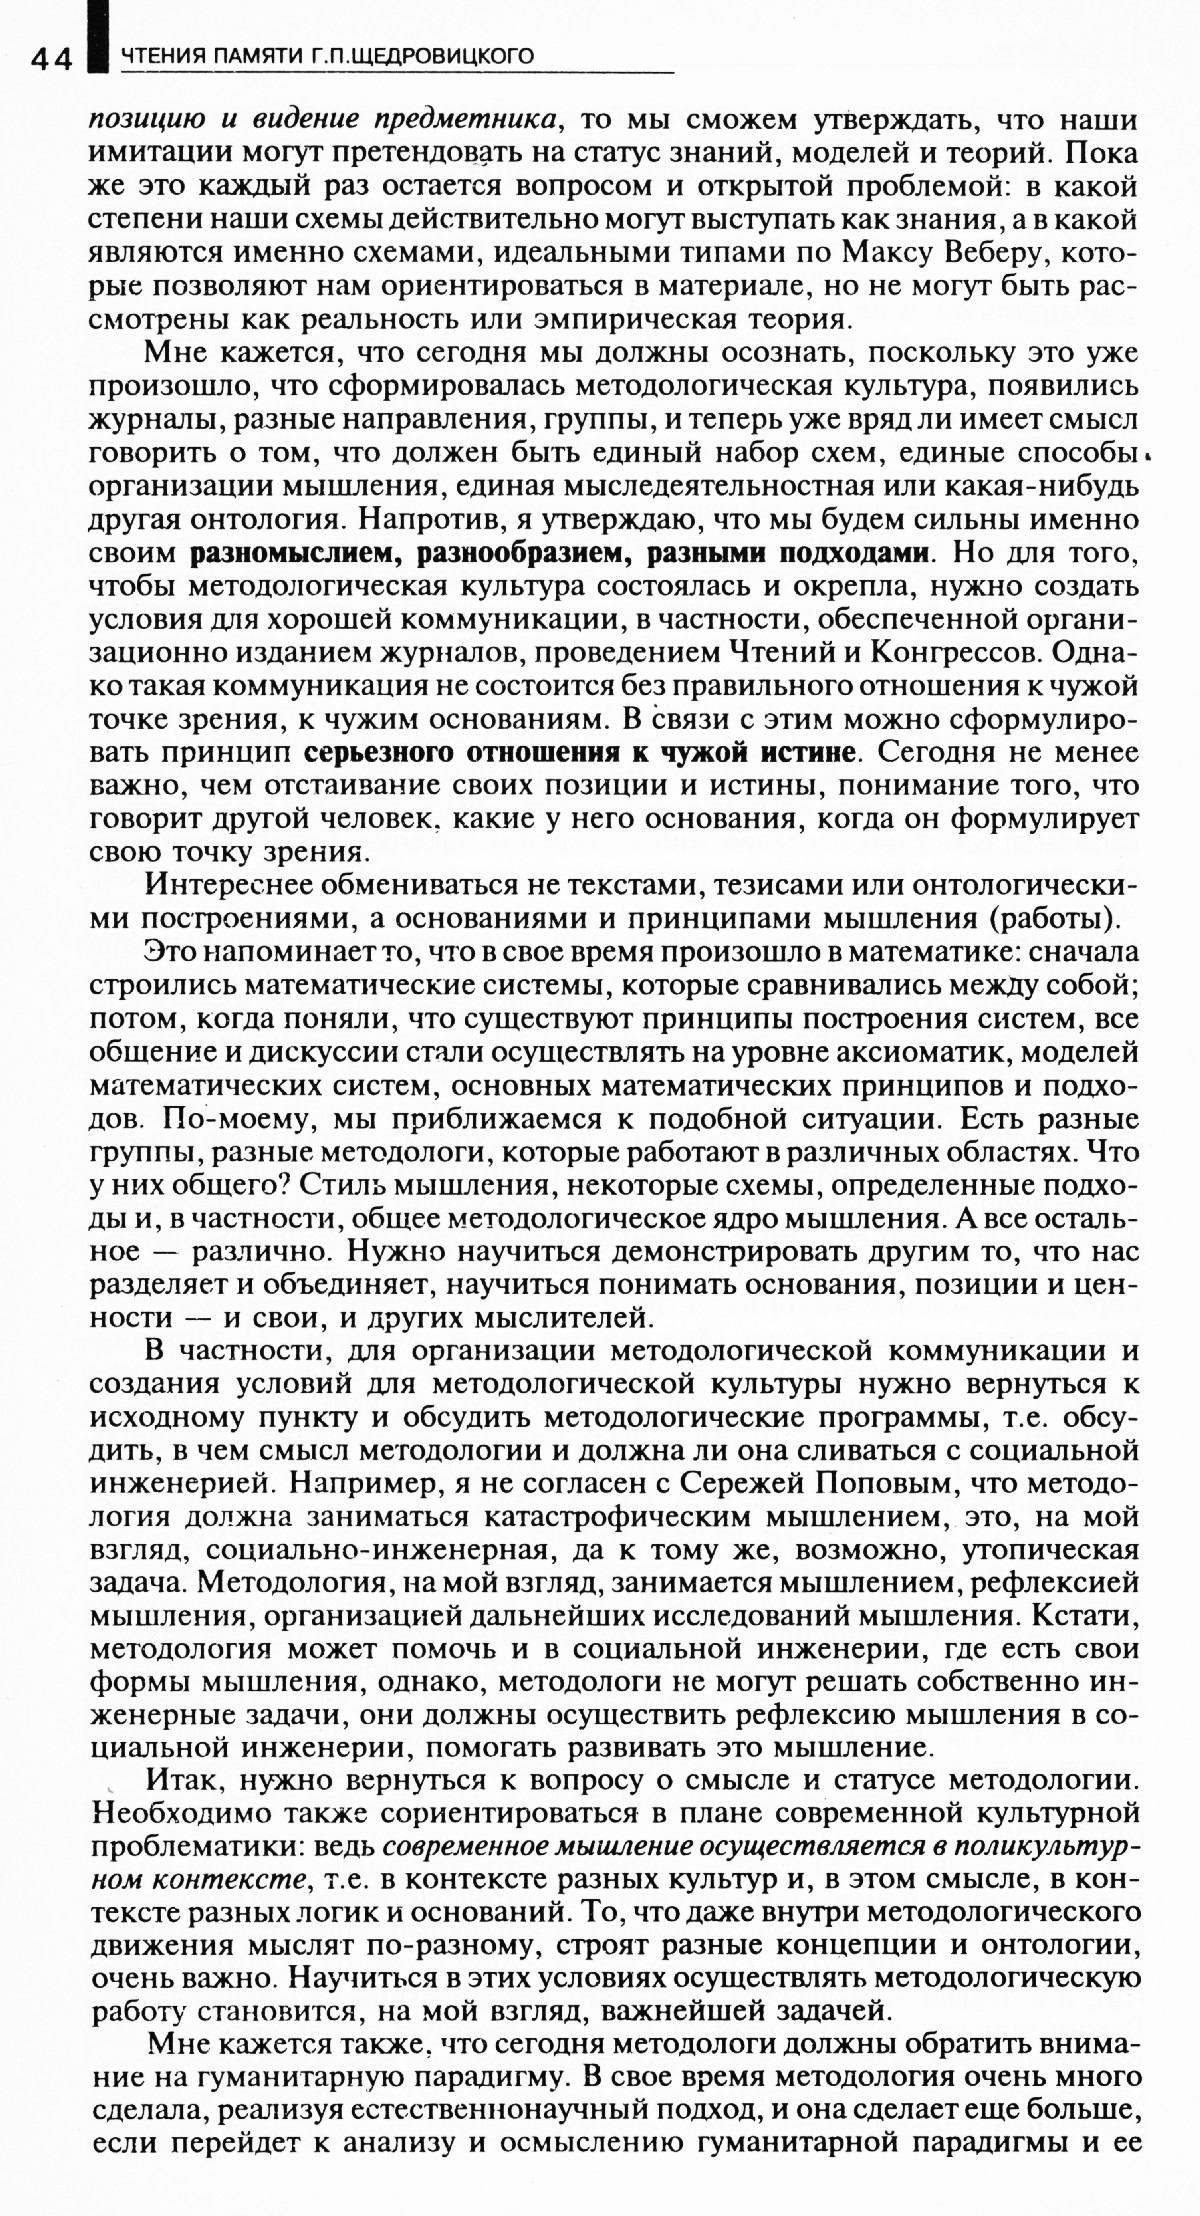 44 ЧТЕНИЯ ПАМЯТИ Г.П.ЩЕДРОВИЦКОГО
позицию и видение предметника, то мы сможем утверждать, что наши
имитации могут претендовать на статус знаний, моделей и теорий. Пока
же это каждый раз остается вопросом и открытой проблемой: в какой
степени наши схемы действительно могут выступать как знания, а в какой
являются именно схемами, идеальными типами по Максу Веберу, кото-
рые позволяют нам ориентироваться в материале, но не могут быть рас-
смотрены как реальность или эмпирическая теория.
Мне кажется, что сегодня мы должны осознать, поскольку это уже
произошло, что сформировалась методологическая культура, появились
журналы, разные направления, группы, и теперь уже вряд ли имеет смысл
говорить о том, что должен быть единый набор схем, единые способы
организации мышления, единая мыследеятельностная или какая-нибудь
другая онтология. Напротив, я утверждаю, что мы будем сильны именно
своим разномыслием, разнообразием, разными подходами. Но для того,
чтобы методологическая культура состоялась и окрепла, нужно создать
условия для хорошей коммуникации, в частности, обеспеченной органи-
зационно изданием журналов, проведением Чтений и Конгрессов. Одна-
ко такая коммуникация не состоится без правильного отношения к чужой
точке зрения, к чужим основаниям. В связи с этим можно сформулиро-
вать принцип серьезного отношения к чужой истине. Сегодня не менее
важно, чем отстаивание своих позиции и истины, понимание того, что
говорит другой человек, какие у него основания, когда он формулирует
свою точку зрения.
Интереснее обмениваться не текстами, тезисами или онтологически-
ми построениями, а основаниями и принципами мышления (работы).
Это напоминает то, что в свое время произошло в математике: сначала
строились математические системы, которые сравнивались между собой;
потом, когда поняли, что существуют принципы построения систем, все
общение и дискуссии стали осуществлять на уровне аксиоматик, моделей
математических систем, основных математических принципов и подхо-
дов. По-моему, мы приближаемся к подобной ситуации. Есть разные
группы, разные методологи, которые работают в различных областях. Что
у них общего? Стиль мышления, некоторые схемы, определенные подхо-
ды и, в частности, общее методологическое ядро мышления. А все осталь-
ное — различно. Нужно научиться демонстрировать другим то, что нас
разделяет и объединяет, научиться понимать основания, позиции и цен-
ности — и свои, и других мыслителей.
В частности, для организации методологической коммуникации и
создания условий для методологической культуры нужно вернуться к
исходному пункту и обсудить методологические программы, т.е. обсу-
дить, в чем смысл методологии и должна ли она сливаться с социальной
инженерией. Например, я не согласен с Сережей Поповым, что методо-
логия должна заниматься катастрофическим мышлением, это, на мой
взгляд, социально-инженерная, да к тому же, возможно, утопическая
задача. Методология, на мой взгляд, занимается мышлением, рефлексией
мышления, организацией дальнейших исследований мышления. Кстати,
методология может помочь и в социальной инженерии, где есть свои
формы мышления, однако, методологи не могут решать собственно ин-
женерные задачи, они должны осуществить рефлексию мышления в со-
циальной инженерии, помогать развивать это мышление.
Итак, нужно вернуться к вопросу о смысле и статусе методологии.
Необходимо также сориентироваться в плане современной культурной
проблематики: ведь современное мышление осуществляется в поликультур-
ном контексте, т.е. в контексте разных культур и, в этом смысле, в кон-
тексте разных логик и оснований. То, что даже внутри методологического
движения мыслят по-разному, строят разные концепции и онтологии,
очень важно. Научиться в этих условиях осуществлять методологическую
работу становится, на мой взгляд, важнейшей задачей.
Мне кажется также, что сегодня методологи должны обратить внима-
ние на гуманитарную парадигму. В свое время методология очень много
сделала, реализуя естественнонаучный подход, и она сделает еще больше,
если перейдет к анализу и осмыслению гуманитарной парадигмы и ее